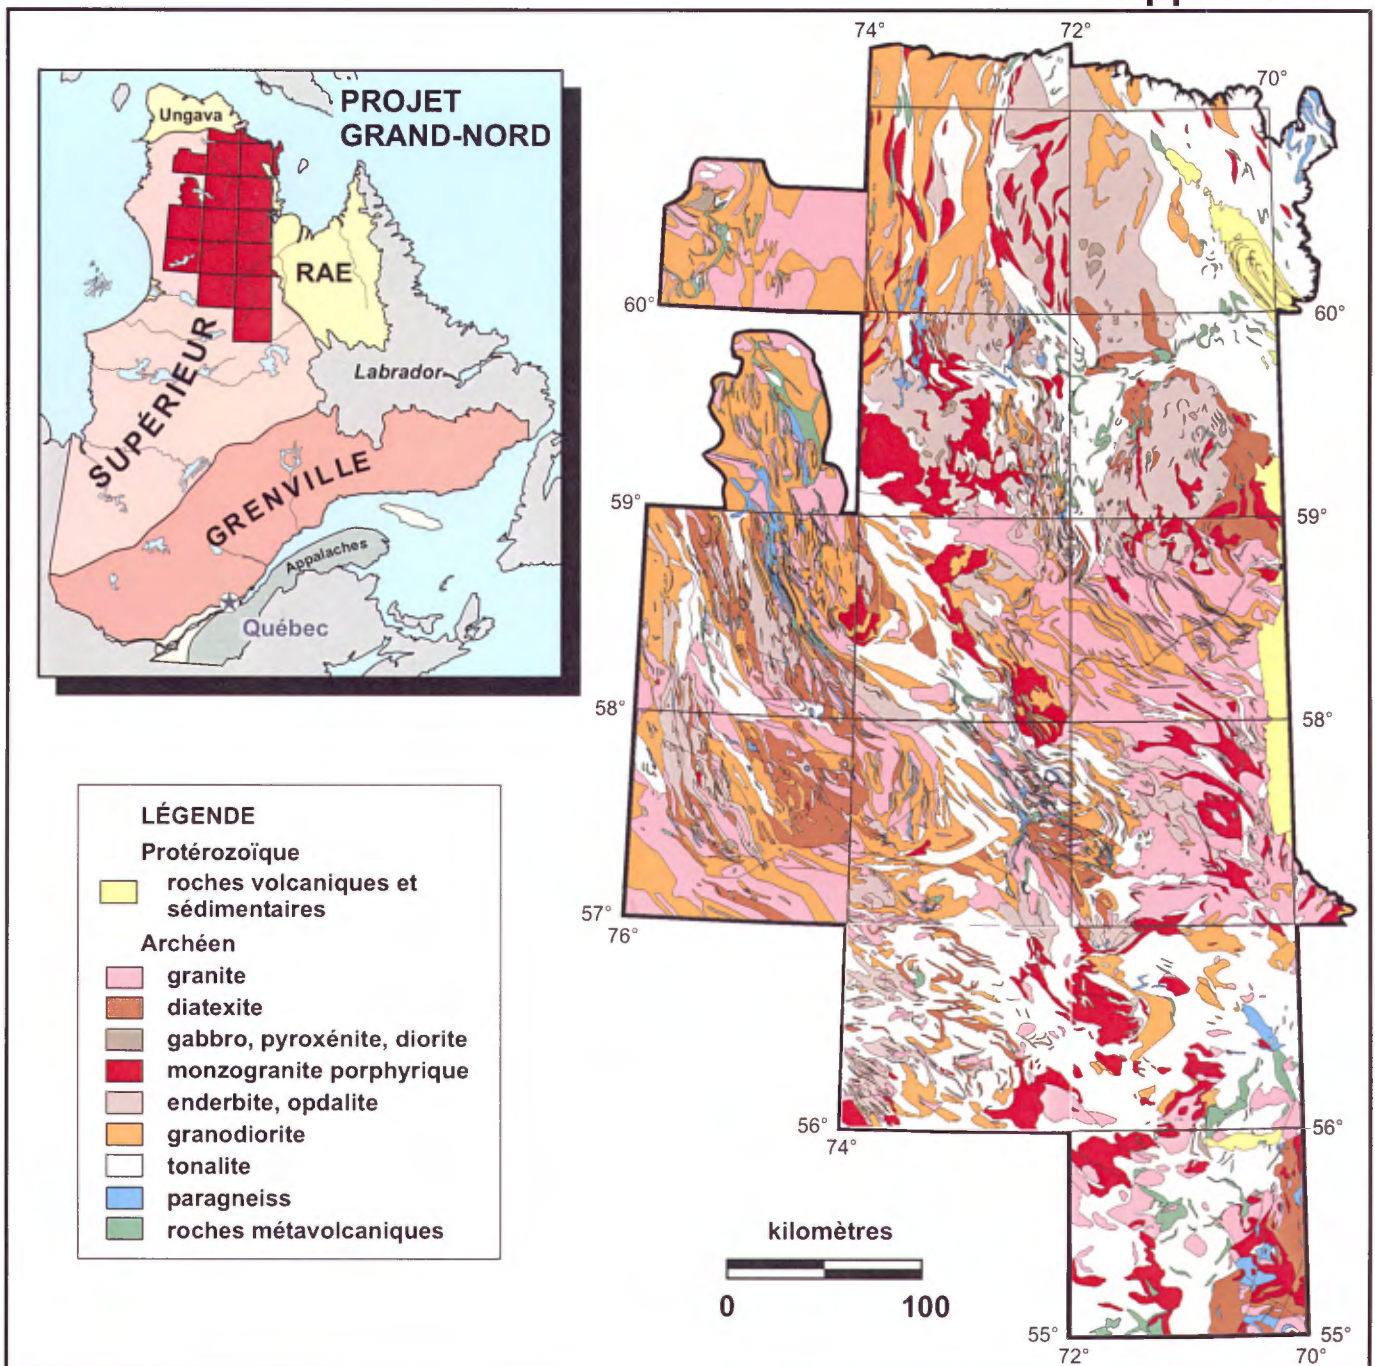 PROJET
GRAND-NORD
Ungava
RAE
Labrador
SUPÉRIEUR
GRENVILLE
Appalaches
Québec
74°
72°
70°
60°
60°
59°
59°
58°
58°
57°
76°
56°
74°
56°
55°
72°
55°
70°
LÉGENDE
Protérozoïque
roches volcaniques et
sédimentaires
Archéen
granite
diatexite
gabbro, pyroxénite, diorite
monzogranite porphyrique
enderbite, opdalite
granodiorite
tonalite
paragneiss
roches métavolcaniques
kilomètres
0 100